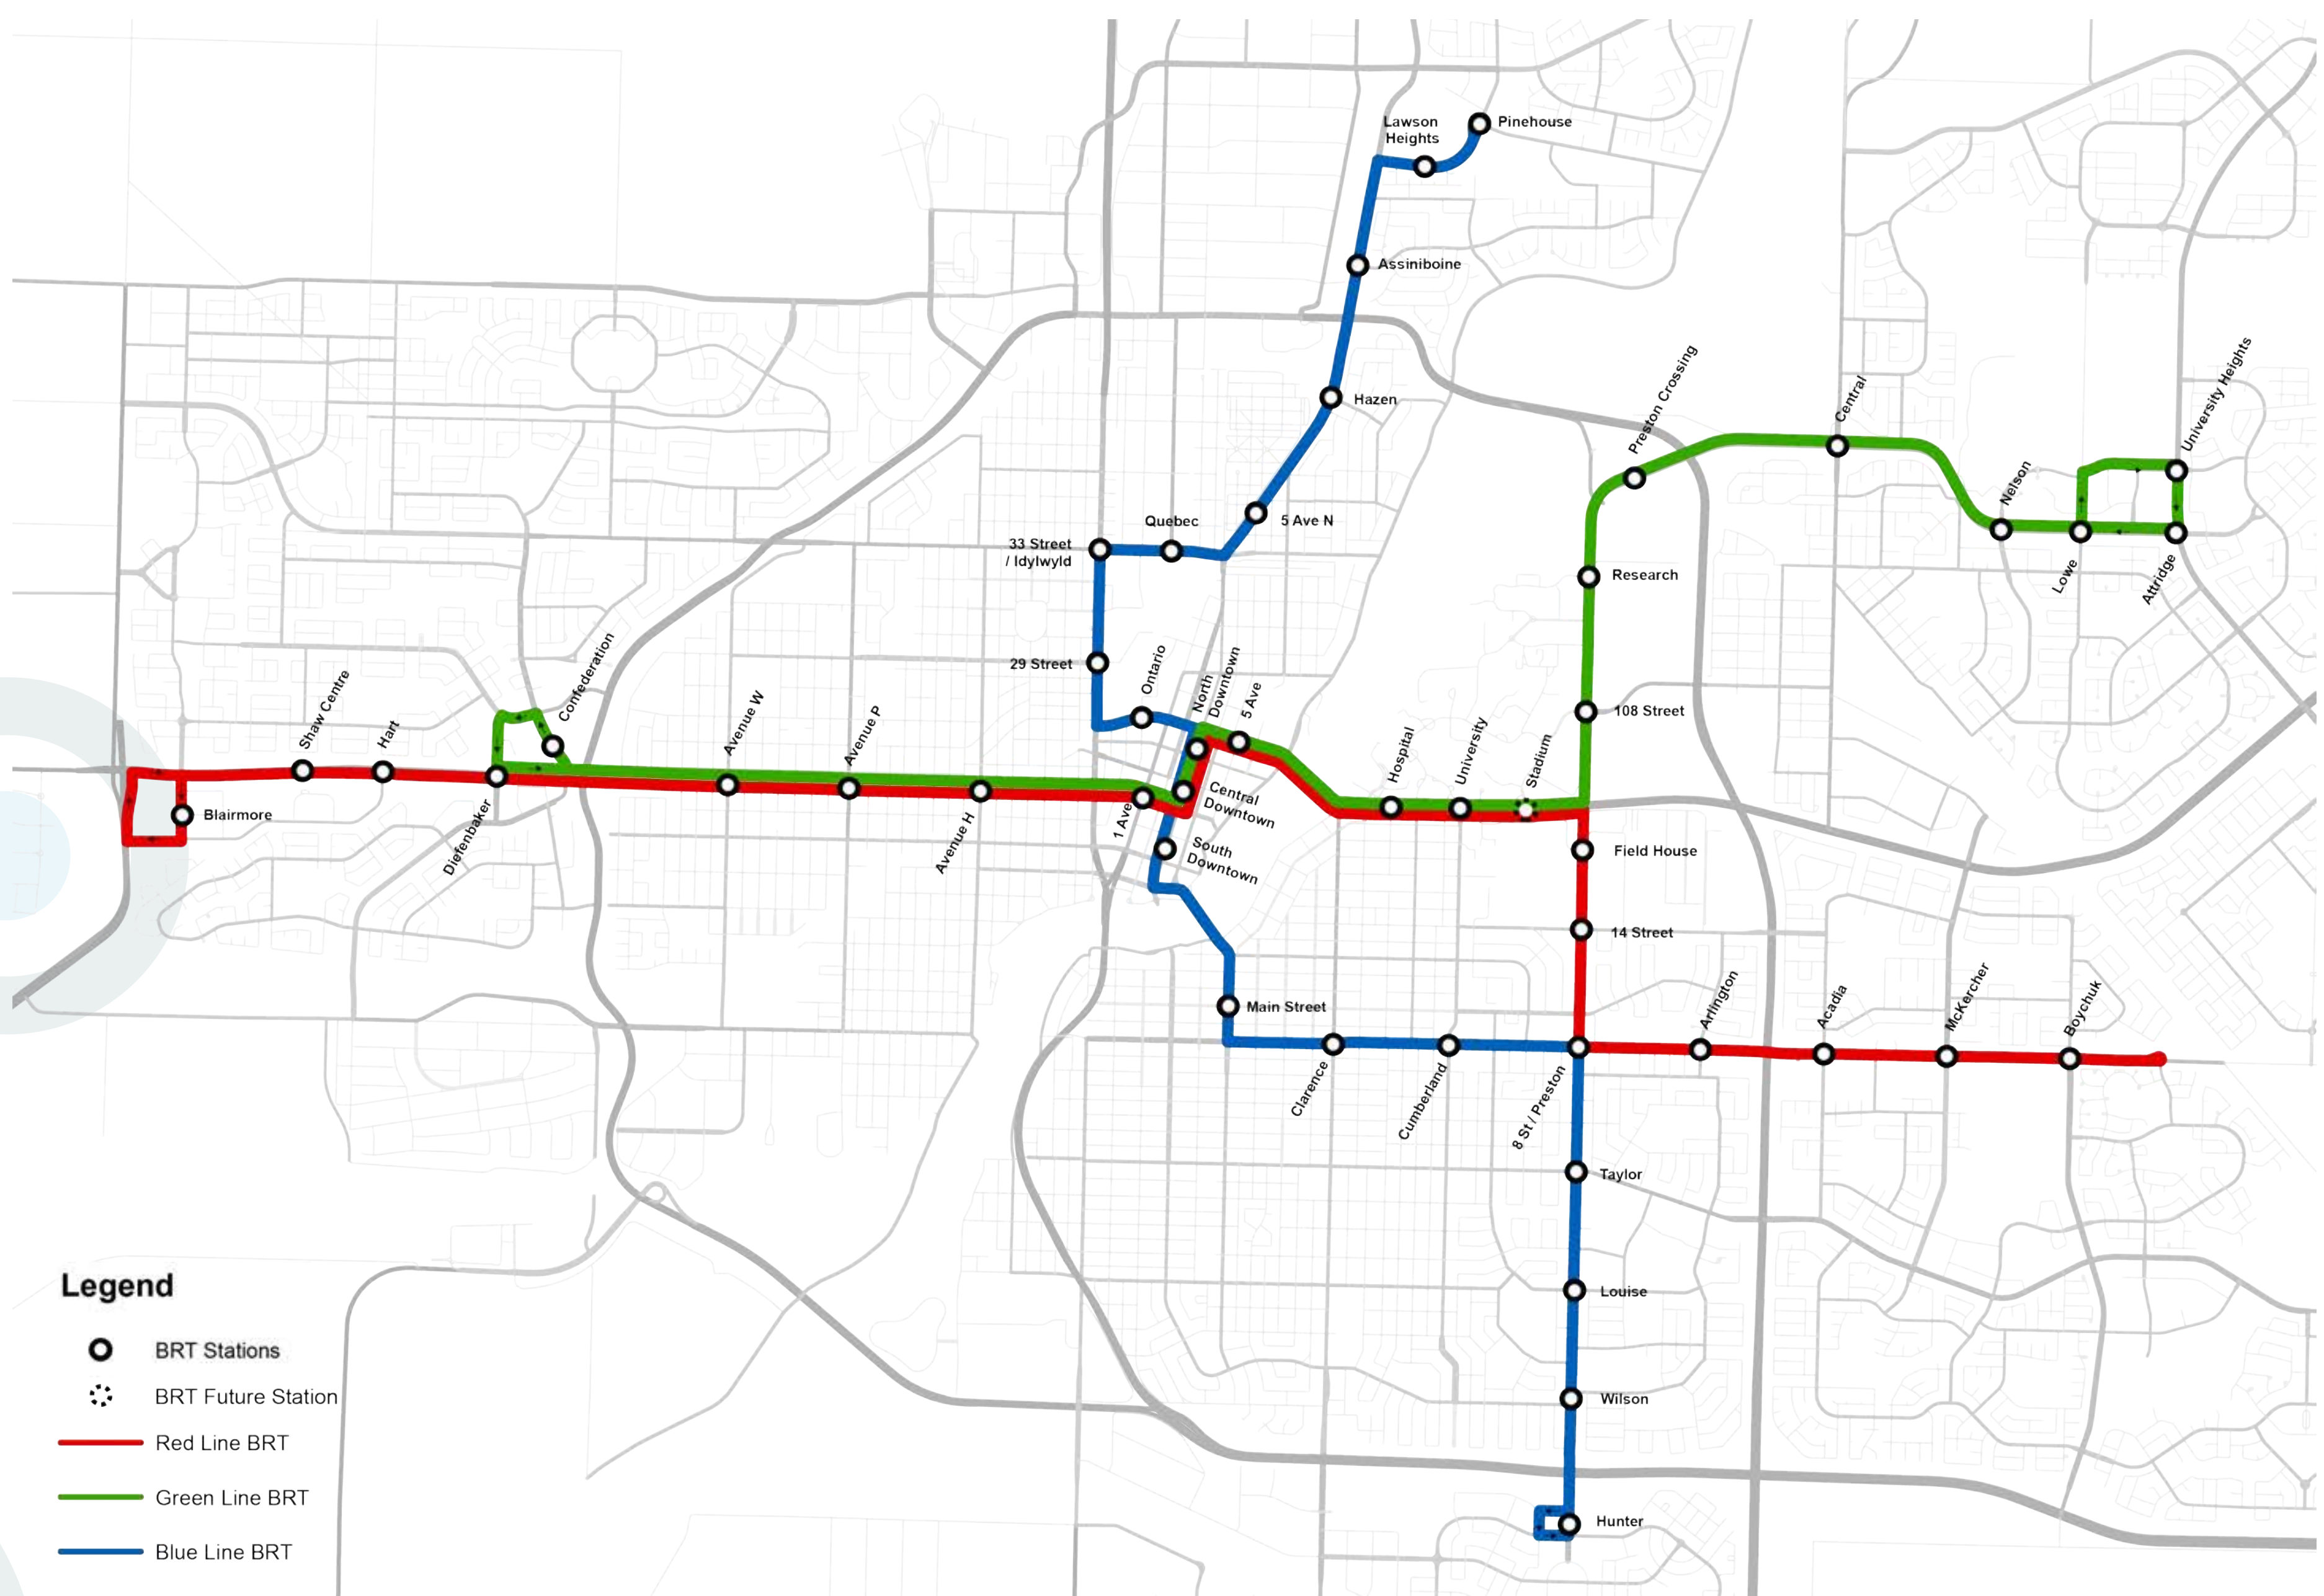 Lawson
Heights
Pinehouse
Assiniboine
Hazen
Preston Crossing
Central
University Heights
Nelson
Lowe
Attridge
Quebec
5 Ave N
33 Street
/ Idylwyld
Research
29 Street
Ontario
North
Downtown
5 Ave
108 Street
Confederation
Shaw Centre
Hart
Avenue W
Avenue P
Hospital
University
Stadium
Blairmore
Diefenbaker
Avenue H
1 Ave
Central
Downtown
South
Downtown
Field House
14 Street
Main Street
Arlington
Acadia
McKercher
Boychuk
Clarence
Cumberland
8 St / Preston
Taylor
Louise
Wilson
Hunter
Legend
BRT Stations
BRT Future Station
Red Line BRT
Green Line BRT
Blue Line BRT